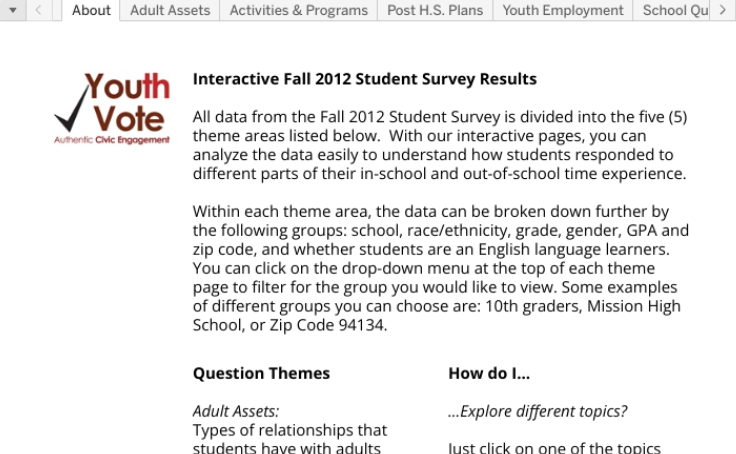 About Adult Assets Activities & Programs Post H.S. Plans Youth Employment School Qu
Youth
Vote
Authentic Civic Engagement
Interactive Fall 2012 Student Survey Results
All data from the Fall 2012 Student Survey is divided into the five (5)
theme areas listed below.  With our interactive pages, you can
analyze the data easily to understand how students responded to
different parts of their in-school and out-of-school time experience.
Within each theme area, the data can be broken down further by
the following groups: school, race/ethnicity, grade, gender, GPA and
zip code, and whether students are an English language learners.
You can click on the drop-down menu at the top of each theme
page to filter for the group you would like to view. Some examples
of different groups you can choose are: 10th graders, Mission High
School, or Zip Code 94134.
Question Themes
Adult Assets:
Types of relationships that
students have with adults
How do I...
...Explore different topics?
Just click on one of the topics